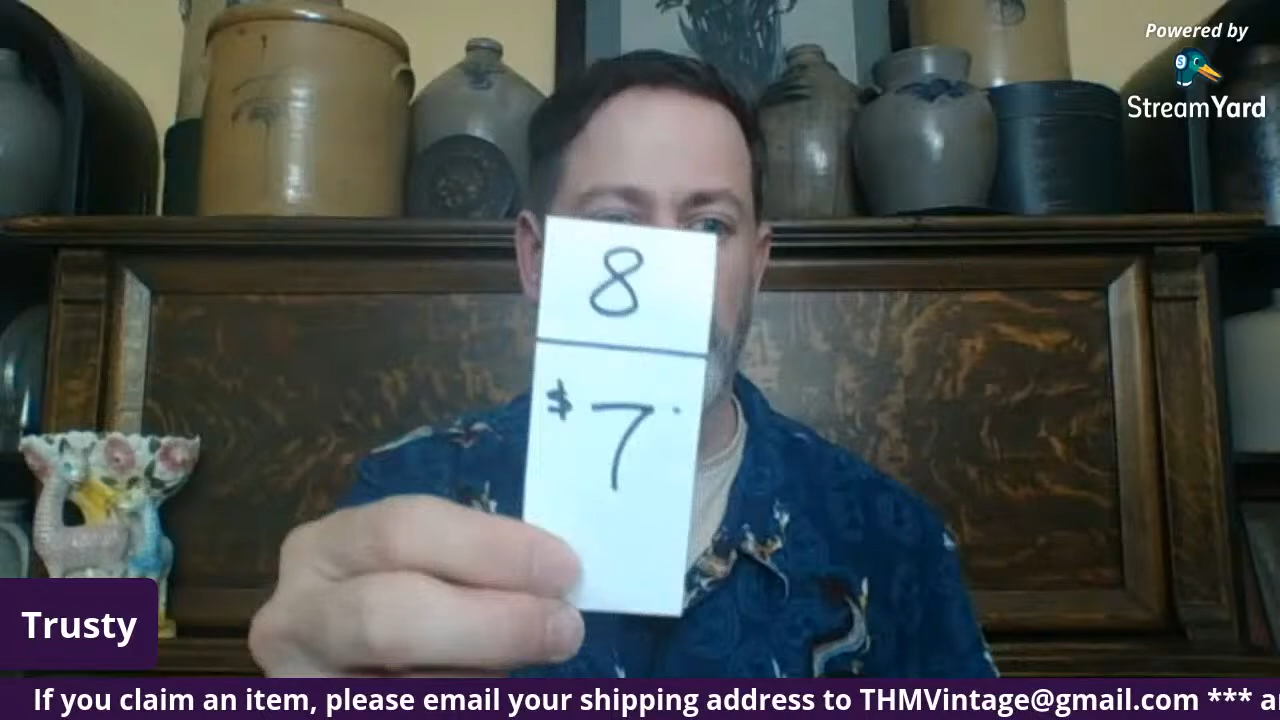 Powered by
StreamYard
8
$7
Trusty
If you claim an item, please email your shipping address to THMVintage@gmail.com ***